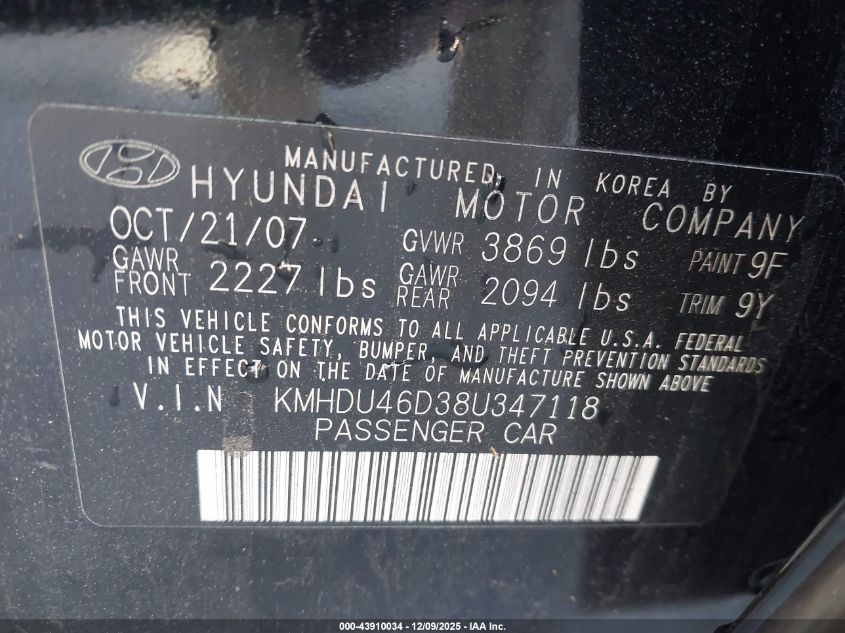 MANUFACTURED IN KOREA BY
HYUNDAI MOTOR COMPANY
OCT/21/07 GVWR 3869 lbs PAINT 9F
GAWR FRONT 2227 lbs GAWR REAR 2094 lbs TRIM 9Y
THIS VEHICLE CONFORMS TO ALL APPLICABLE U.S.A. FEDERAL
MOTOR VEHICLE SAFETY, BUMPER, AND THEFT PREVENTION STANDARDS
IN EFFECT ON THE DATE OF MANUFACTURE SHOWN ABOVE
V.I.N KMHDU46D38U347118
PASSENGER CAR
000-43910034 - 12/09/2025 - IAA Inc.